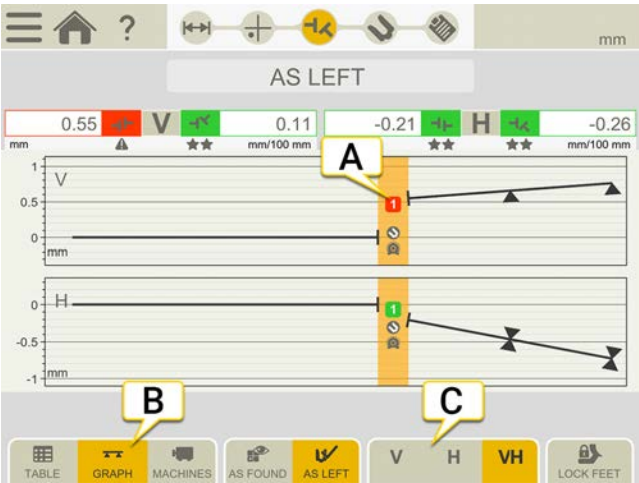 ?
mm
AS LEFT
0.55 V 0.11 -0.21 H -0.26
mm mm/100 mm mm/100 mm
A
1
V
0.5
1
0
mm
H
0
1
-0.5
-1
mm
B
C
V H VH
TABLE GRAPH MACHINES AS FOUND AS LEFT LOCK FEET